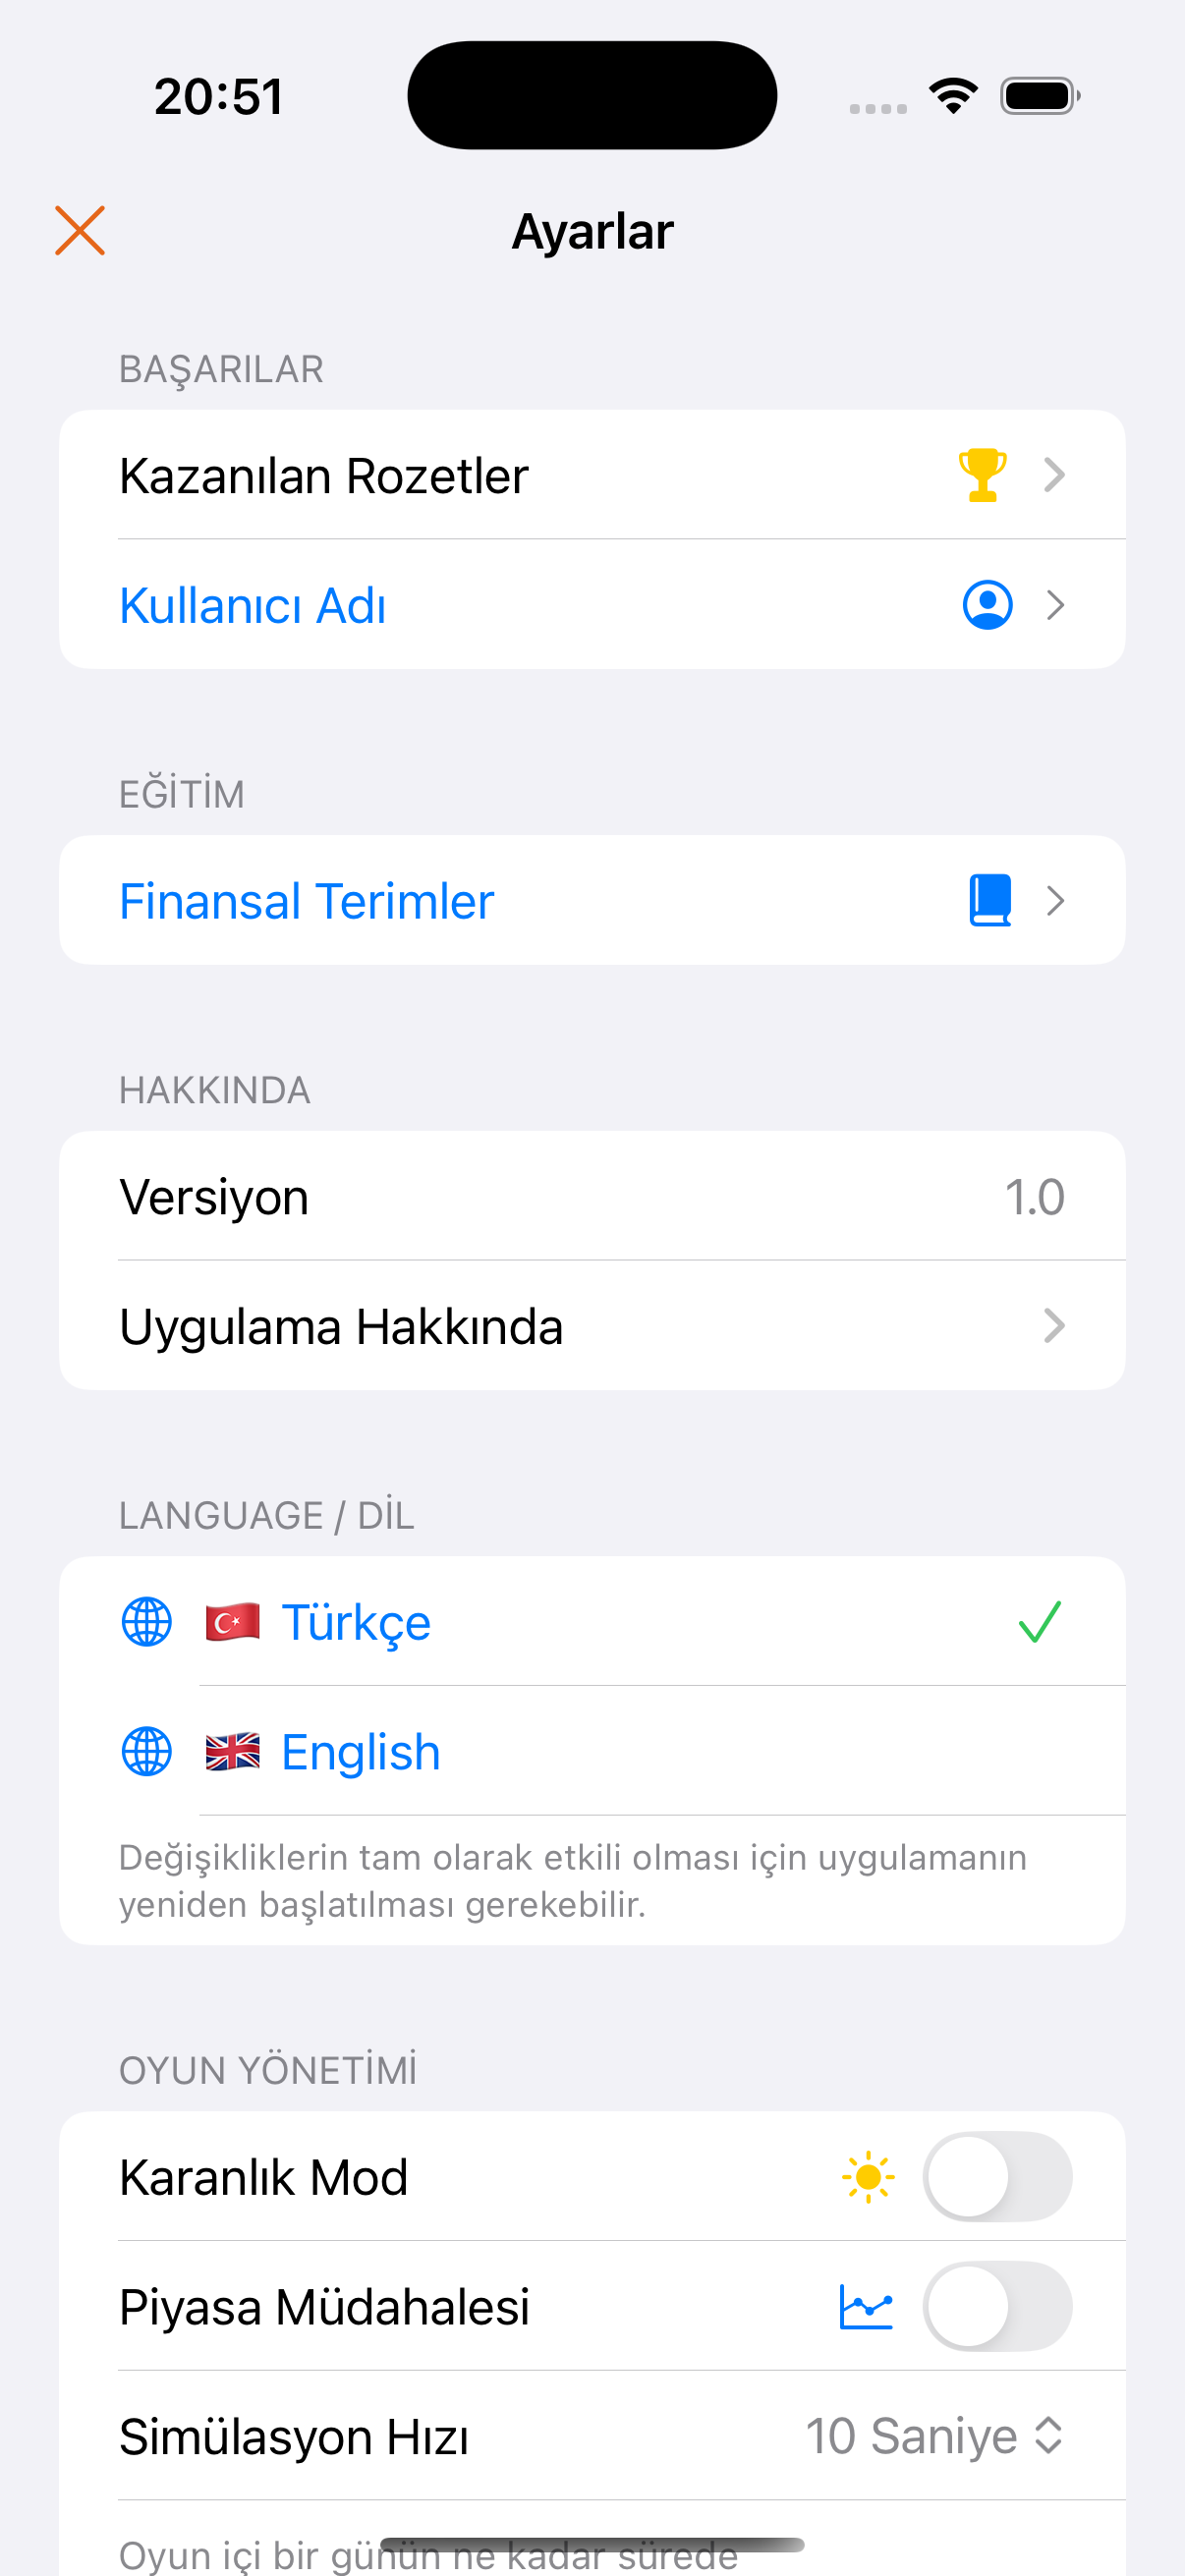 20:51
Ayarlar
BAŞARILAR
Kazanılan Rozetler
Kullanıcı Adı
EĞİTİM
Finansal Terimler
HAKKINDA
Versiyon 1.0
Uygulama Hakkında
LANGUAGE / DİL
Türkçe
English
Değişikliklerin tam olarak etkili olması için uygulamanın
yeniden başlatılması gerekebilir.
OYUN YÖNETİMİ
Karanlık Mod
Piyasa Müdahalesi
Simülasyon Hızı 10 Saniye
Oyun içi bir günün ne kadar sürede